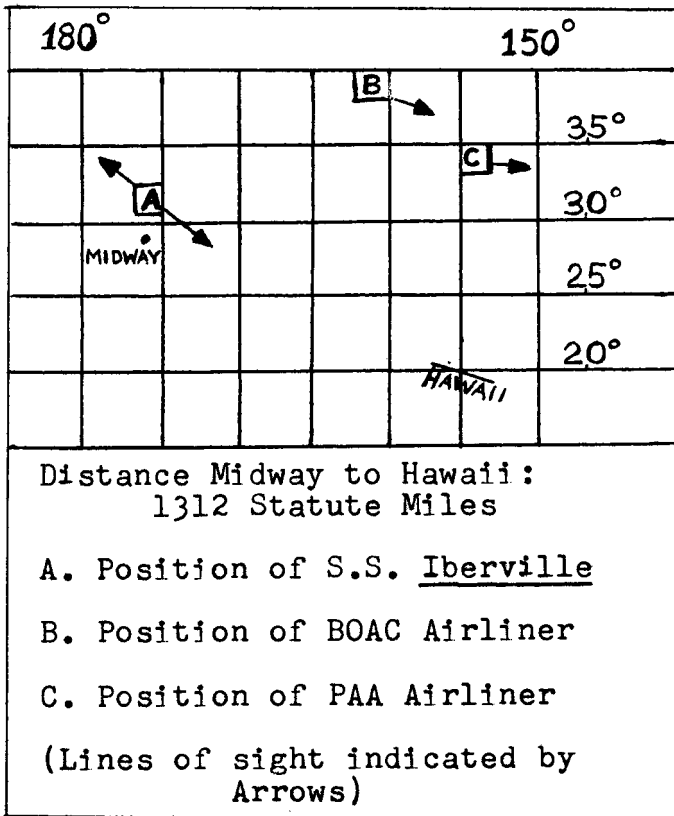 180° 150°
B
35°
C
A
30°
MIDWAY
25°
20°
HAWAII
Distance Midway to Hawaii:
1312 Statute Miles
A. Position of S.S. Iberville
B. Position of BOAC Airliner
C. Position of PAA Airliner
(Lines of sight indicated by
Arrows)